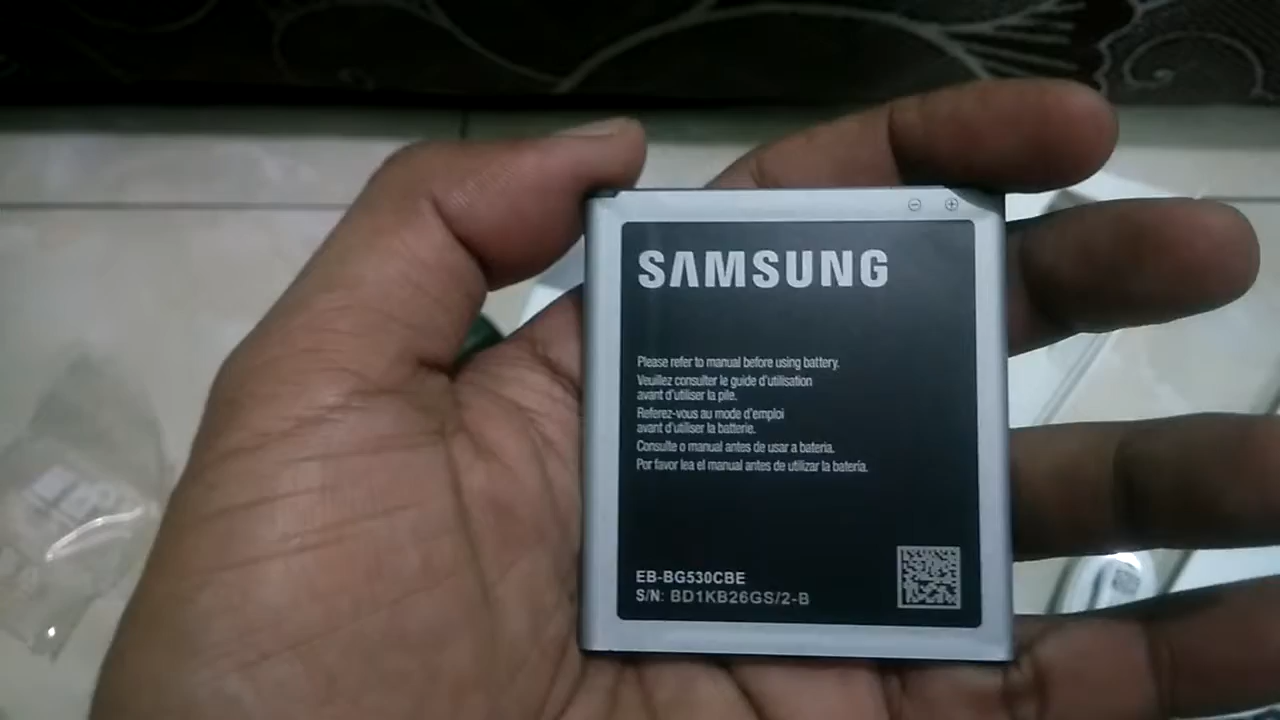 SAMSUNG
Please refer to manual before using battery.
Veuillez consulter le guide d'utilisation
avant d'utiliser la pile.
Referez-vous au mode d'emploi
avant d'utiliser la batterie.
Consulte o manual antes de usar a bateria.
Por favor lea el manual antes de utilizar la batería.
EB-BG530CBE
S/N: BD1KB26GS/2-B